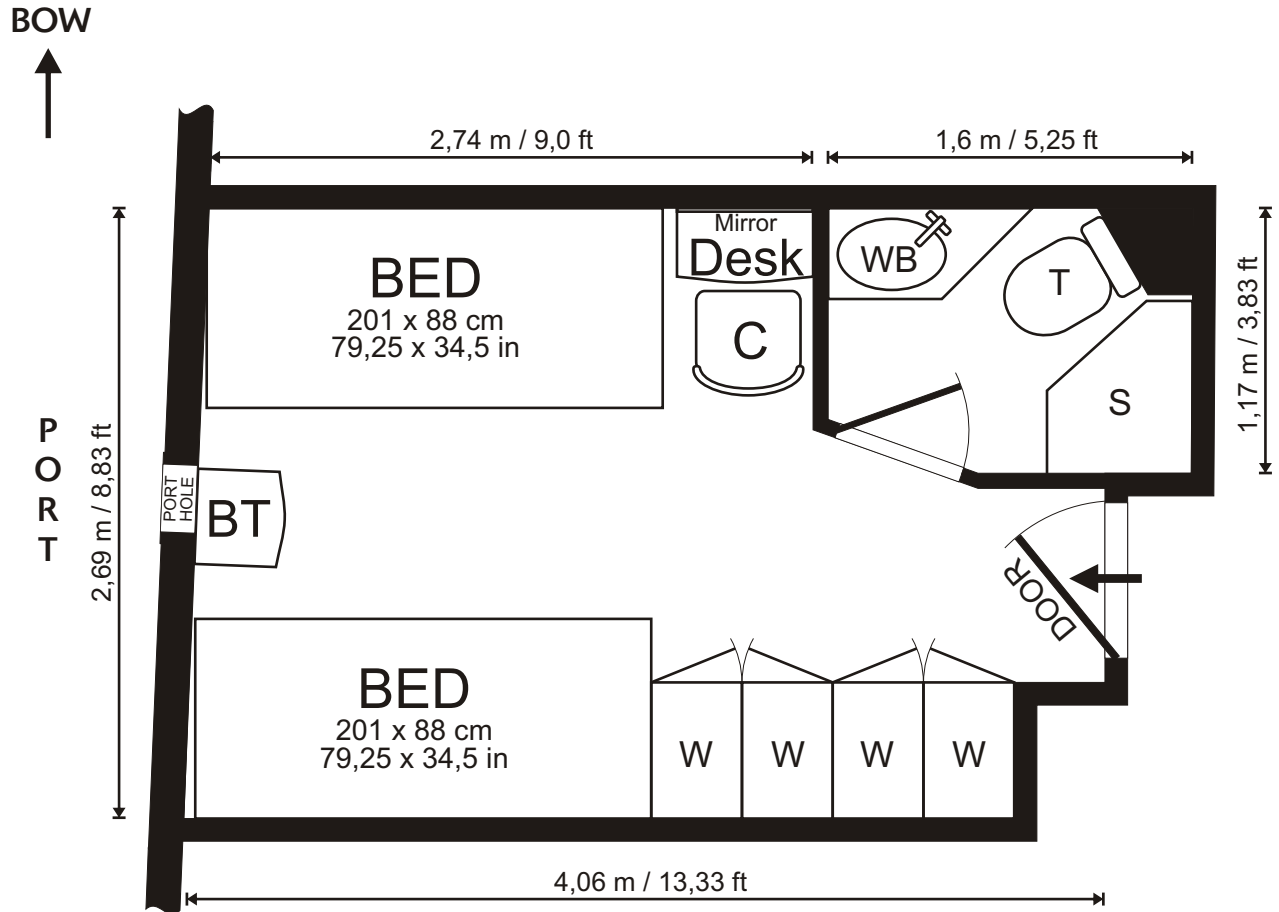 BOW
2,74 m / 9,0 ft
1,6 m / 5,25 ft
Mirror
Desk
BED
201 x 88 cm
79,25 x 34,5 in
WB
T
C
S
1,17 m / 3,83 ft
PORT
2,69 m / 8,83 ft
PORT
HOLE
BT
DOOR
BED
201 x 88 cm
79,25 x 34,5 in
W
W
W
W
4,06 m / 13,33 ft